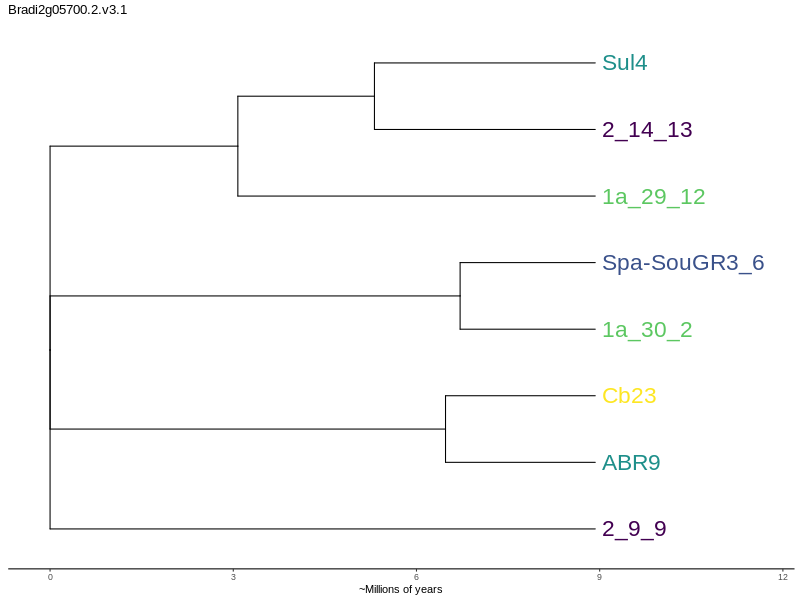 Bradi2g05700.2.v3.1
Sul4
2_14_13
1a_29_12
Spa-SouGR3_6
1a_30_2
Cb23
ABR9
2_9_9
0 3 6 9 12
~Millions of years